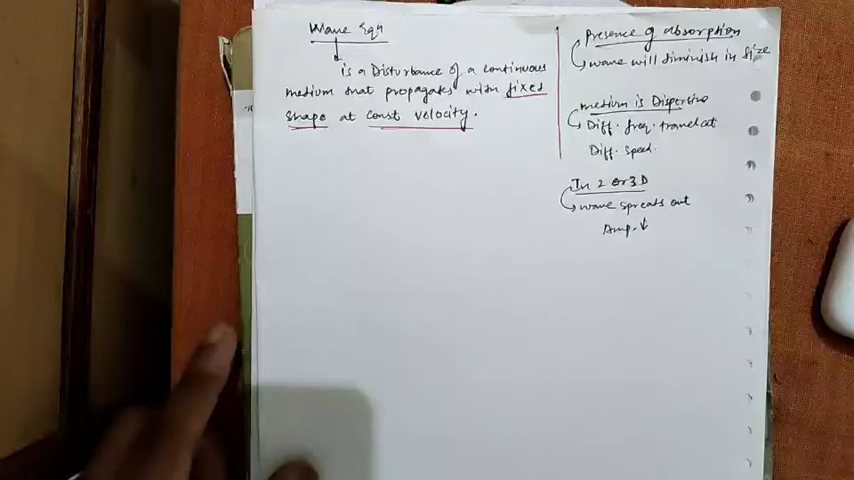 Wave Eqn
is a Disturbance of a continuous
medium that propagates with fixed
shape at const velocity.
presence of absorption
wave will diminish in size
medium is Dispersive
Diff. freq. travel at
Diff. speed.
In 2 or 3 D
wave spreads out
Amp. ↓